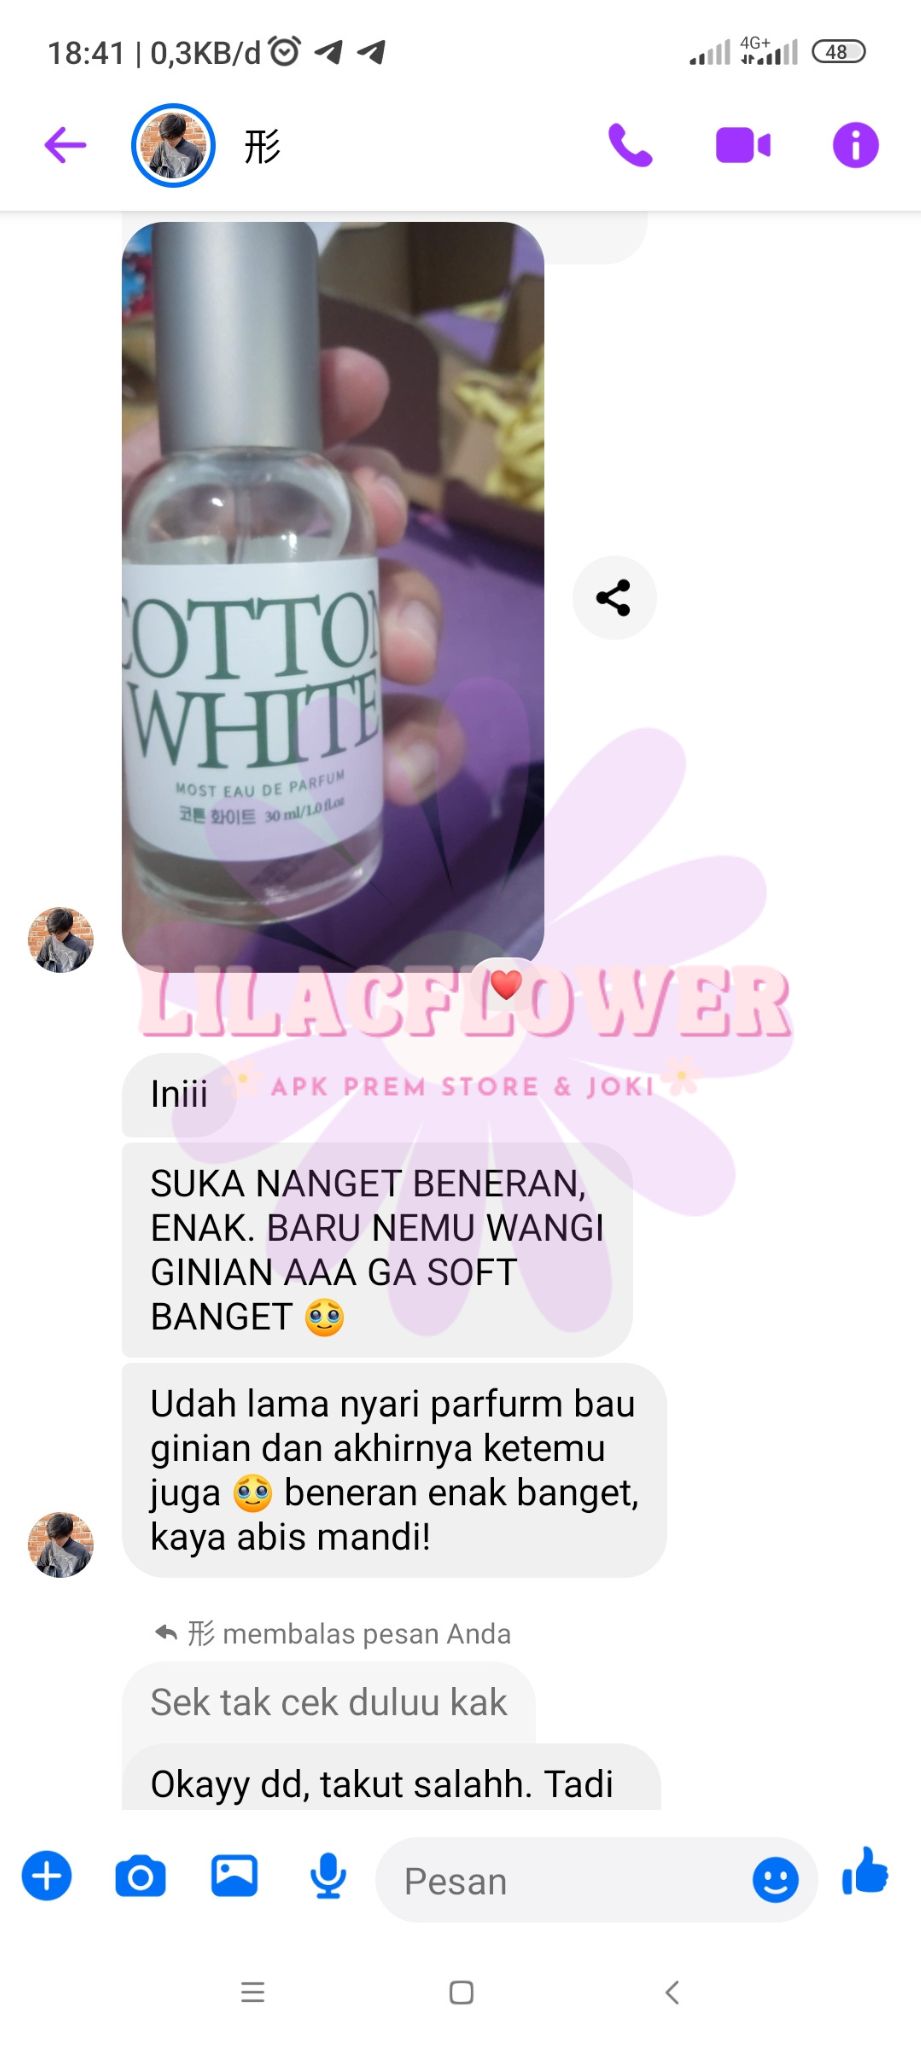 18:41 | 0,3KB/d
4G+
48
形
COTTON
WHITE
MOST EAU DE PARFUM
코튼 화이트 30 ml/1.0 fl.oz
LILACFLOWER
APK PREM STORE & JOKI
Iniii
SUKA NANGET BENERAN,
ENAK. BARU NEMU WANGI
GINIAN AAA GA SOFT
BANGET 🥹
Udah lama nyari parfurm bau
ginian dan akhirnya ketemu
juga 🥹 beneran enak banget,
kaya abis mandi!
形 membalas pesan Anda
Sek tak cek duluu kak
Okayy dd, takut salahh. Tadi
Pesan